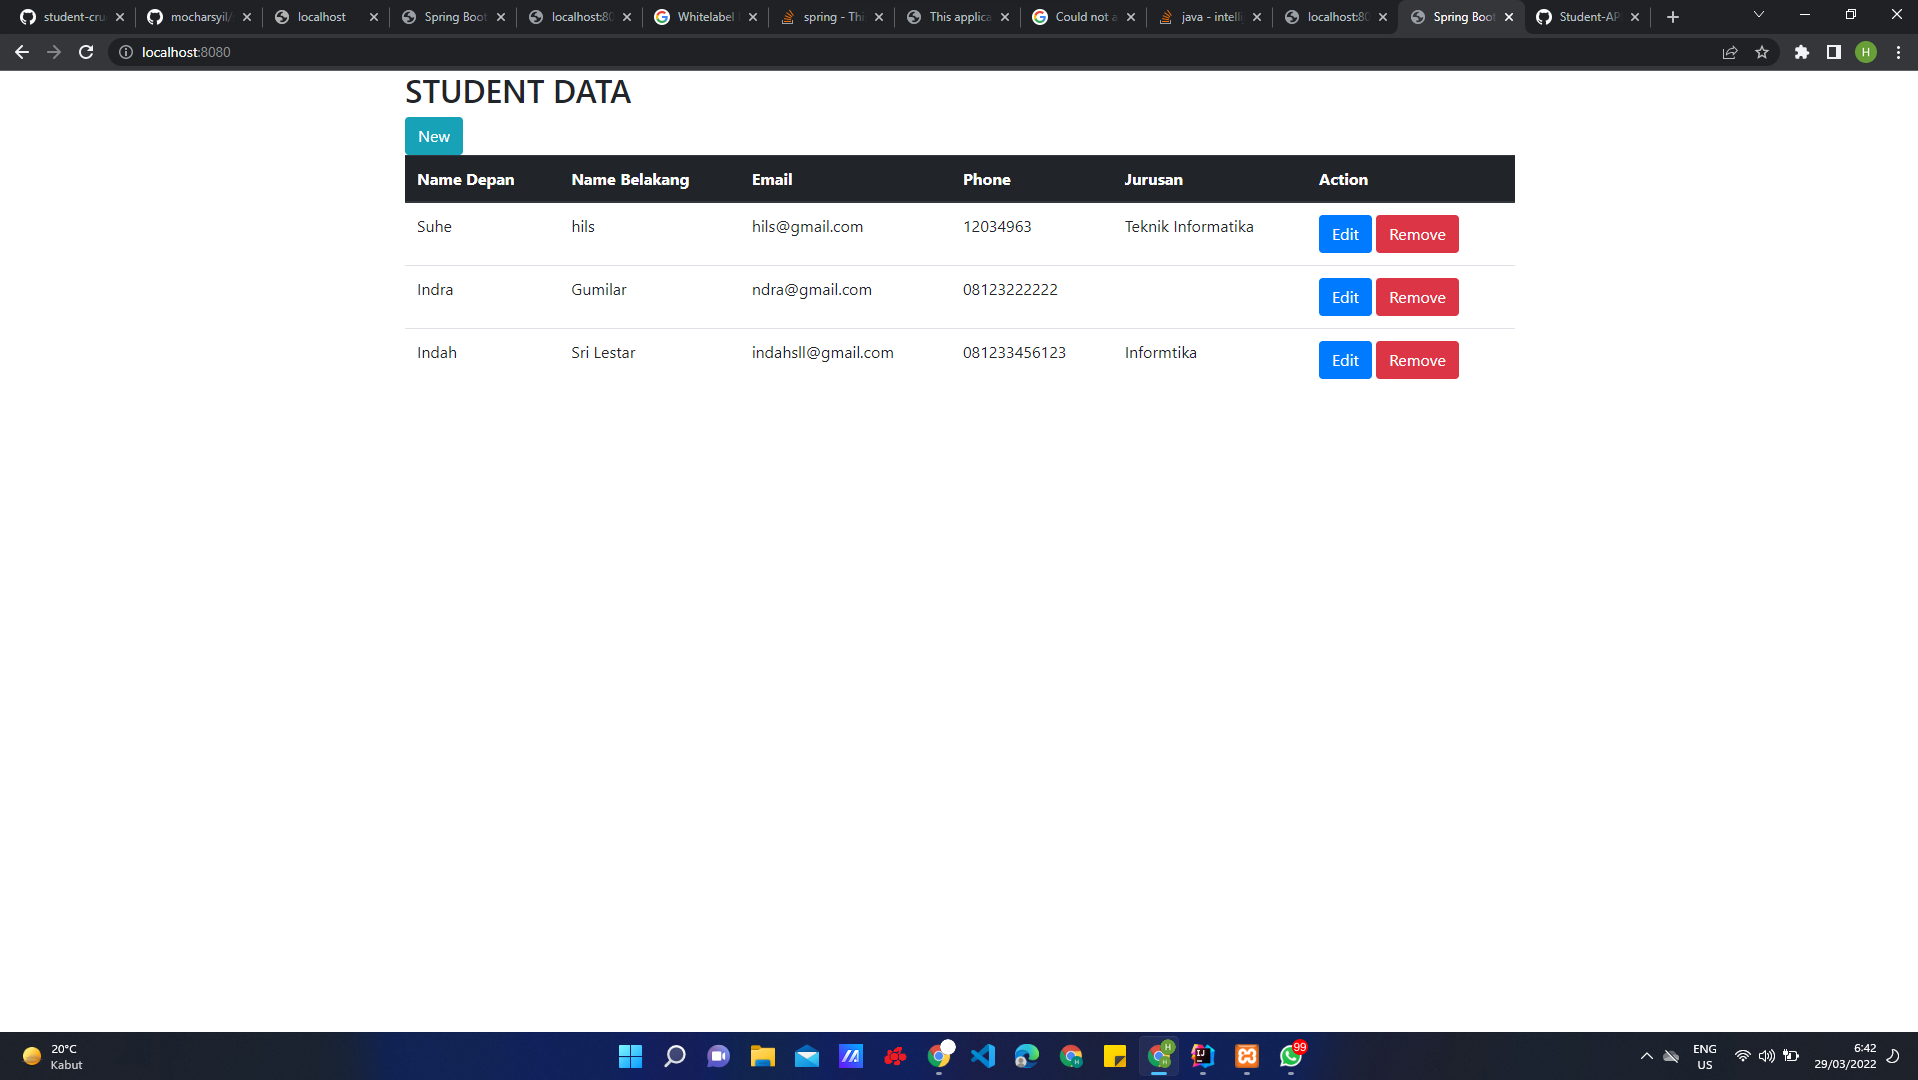 student-cru
mocharsyil/
localhost
Spring Boot
localhost:80
Whitelabel
spring - Thi
This applica
Could not a
java - intelli
localhost:80
Spring Boot
Student-AP
localhost:8080
H
STUDENT DATA
New
Name Depan Name Belakang Email Phone Jurusan Action
Suhe hils hils@gmail.com 12034963 Teknik Informatika Edit Remove
Indra Gumilar ndra@gmail.com 08123222222 Edit Remove
Indah Sri Lestar indahsll@gmail.com 081233456123 Informtika Edit Remove
20°C
Kabut
99
ENG
US
6:42
29/03/2022